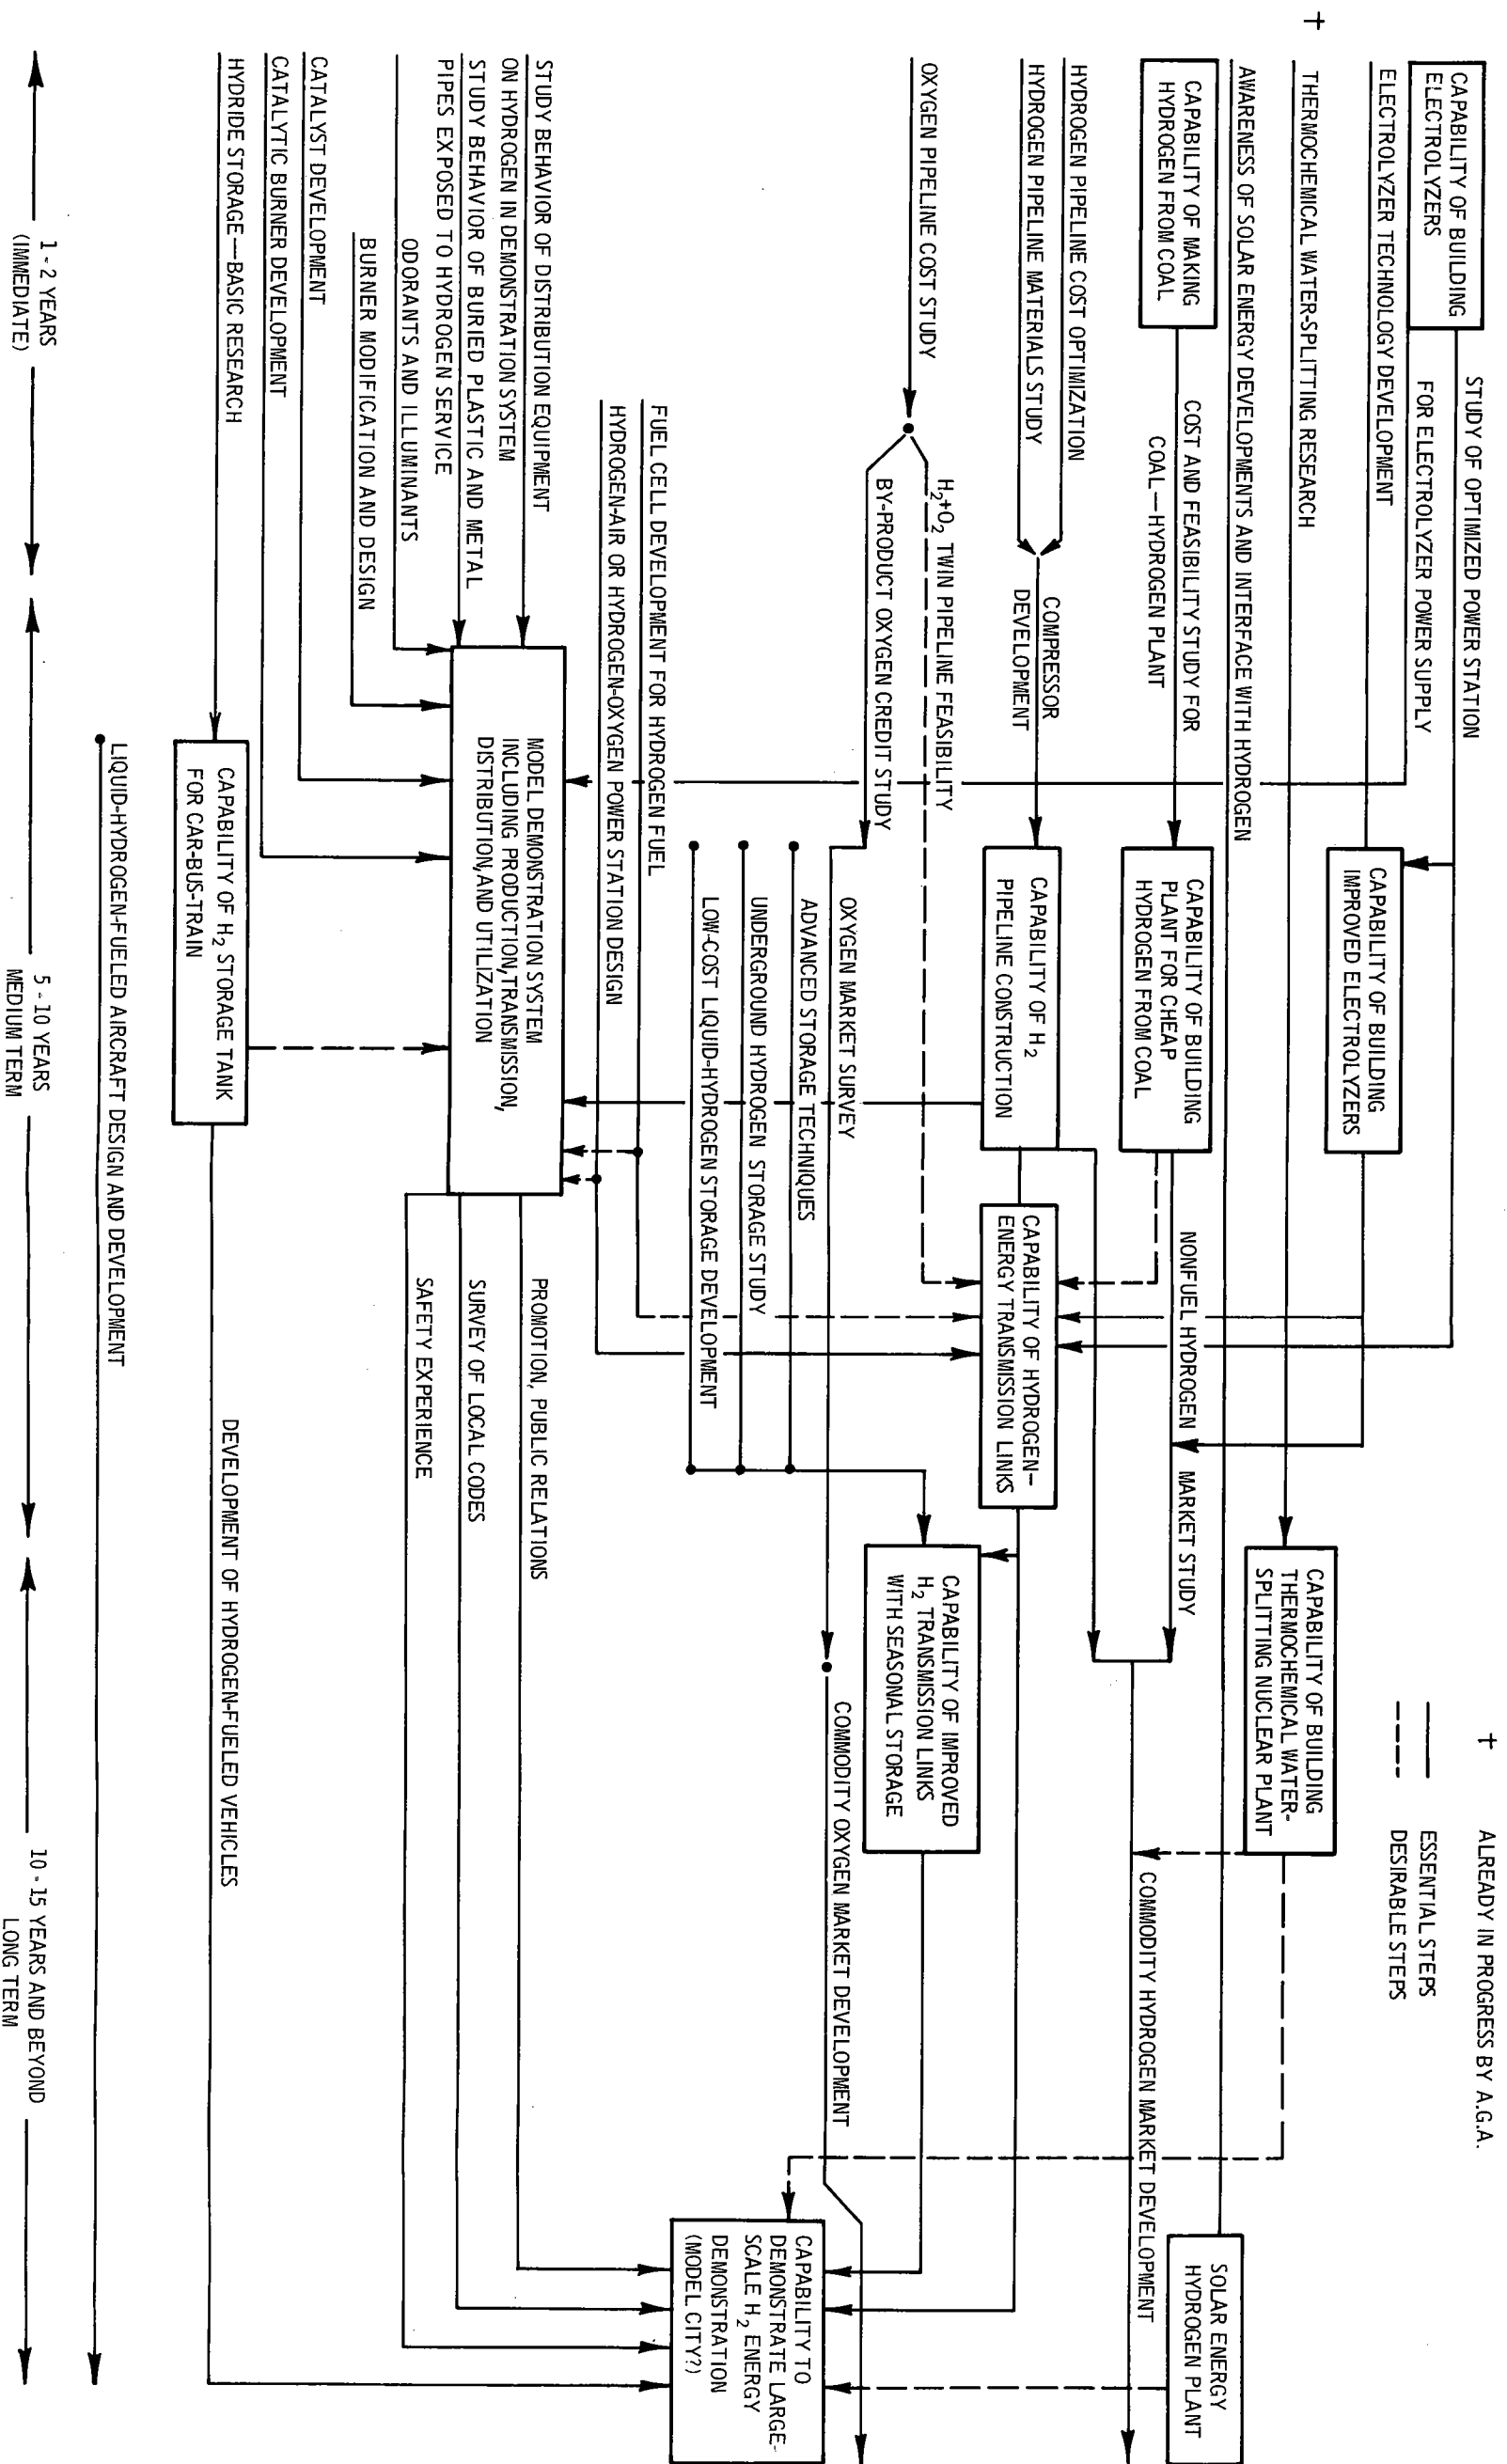 †
ALREADY IN PROGRESS BY A.G.A.
ESSENTIAL STEPS
DESIRABLE STEPS
CAPABILITY OF BUILDING
ELECTROLYZERS
STUDY OF OPTIMIZED POWER STATION
FOR ELECTROLYZER POWER SUPPLY
ELECTROLYZER TECHNOLOGY DEVELOPMENT
CAPABILITY OF BUILDING
IMPROVED ELECTROLYZERS
†
THERMOCHEMICAL WATER-SPLITTING RESEARCH
CAPABILITY OF BUILDING
THERMOCHEMICAL WATER-
SPLITTING NUCLEAR PLANT
AWARENESS OF SOLAR ENERGY DEVELOPMENTS AND INTERFACE WITH HYDROGEN
SOLAR ENERGY
HYDROGEN PLANT
CAPABILITY OF MAKING
HYDROGEN FROM COAL
COST AND FEASIBILITY STUDY FOR
COAL—HYDROGEN PLANT
CAPABILITY OF BUILDING
PLANT FOR CHEAP
HYDROGEN FROM COAL
NONFUEL HYDROGEN MARKET STUDY
COMMODITY HYDROGEN MARKET DEVELOPMENT
HYDROGEN PIPELINE COST OPTIMIZATION
HYDROGEN PIPELINE MATERIALS STUDY
COMPRESSOR
DEVELOPMENT
CAPABILITY OF H2
PIPELINE CONSTRUCTION
CAPABILITY OF HYDROGEN-
ENERGY TRANSMISSION LINKS
OXYGEN PIPELINE COST STUDY
H2+O2 TWIN PIPELINE FEASIBILITY
BY-PRODUCT OXYGEN CREDIT STUDY
CAPABILITY OF IMPROVED
H2 TRANSMISSION LINKS
WITH SEASONAL STORAGE
OXYGEN MARKET SURVEY
COMMODITY OXYGEN MARKET DEVELOPMENT
ADVANCED STORAGE TECHNIQUES
UNDERGROUND HYDROGEN STORAGE STUDY
LOW-COST LIQUID-HYDROGEN STORAGE DEVELOPMENT
CAPABILITY TO
DEMONSTRATE LARGE-
SCALE H2 ENERGY
DEMONSTRATION
(MODEL CITY?)
FUEL CELL DEVELOPMENT FOR HYDROGEN FUEL
HYDROGEN-AIR OR HYDROGEN-OXYGEN POWER STATION DESIGN
STUDY BEHAVIOR OF DISTRIBUTION EQUIPMENT
ON HYDROGEN IN DEMONSTRATION SYSTEM
STUDY BEHAVIOR OF BURIED PLASTIC AND METAL
PIPES EXPOSED TO HYDROGEN SERVICE
ODORANTS AND ILLUMINANTS
BURNER MODIFICATION AND DESIGN
MODEL DEMONSTRATION SYSTEM
INCLUDING PRODUCTION,TRANSMISSION,
DISTRIBUTION,AND UTILIZATION
PROMOTION, PUBLIC RELATIONS
SURVEY OF LOCAL CODES
SAFETY EXPERIENCE
CATALYST DEVELOPMENT
CATALYTIC BURNER DEVELOPMENT
HYDRIDE STORAGE—BASIC RESEARCH
CAPABILITY OF H2 STORAGE TANK
FOR CAR-BUS-TRAIN
DEVELOPMENT OF HYDROGEN-FUELED VEHICLES
LIQUID-HYDROGEN-FUELED AIRCRAFT DESIGN AND DEVELOPMENT
1 - 2 YEARS
(IMMEDIATE)
5 - 10 YEARS
MEDIUM TERM
10 - 15 YEARS AND BEYOND
LONG TERM